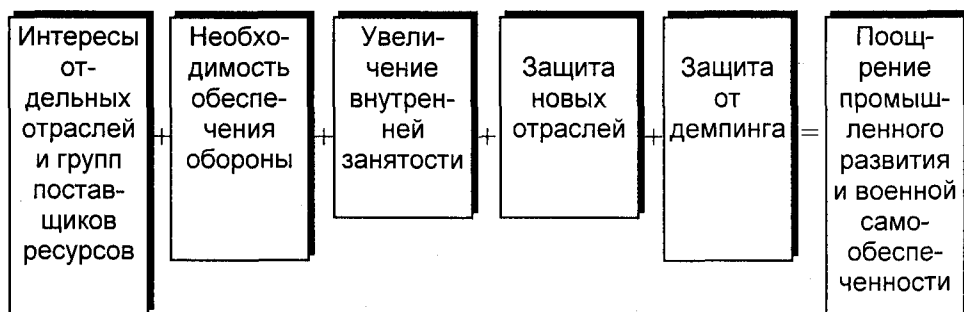 Интересы
от-
дельных
отраслей
и групп
постав-
щиков
ресурсов
+
Необхо-
димость
обеспе-
чения
обороны
+
Увели-
чение
внутрен-
ней
занятости
+
Защита
новых
отраслей
+
Защита
от
демпинга
=
Поощ-
рение
промыш-
ленного
развития
и военной
само-
обеспе-
ченности